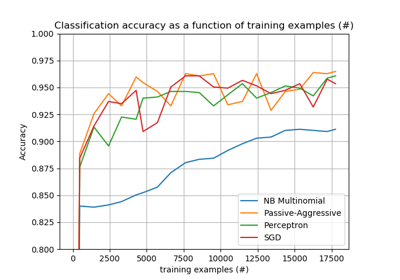 Classification accuracy as a function of training examples (#)
1.000
0.975
0.950
0.925
0.900
0.875
0.850
0.825
0.800
Accuracy
0 2500 5000 7500 10000 12500 15000 17500
training examples (#)
NB Multinomial
Passive-Aggressive
Perceptron
SGD